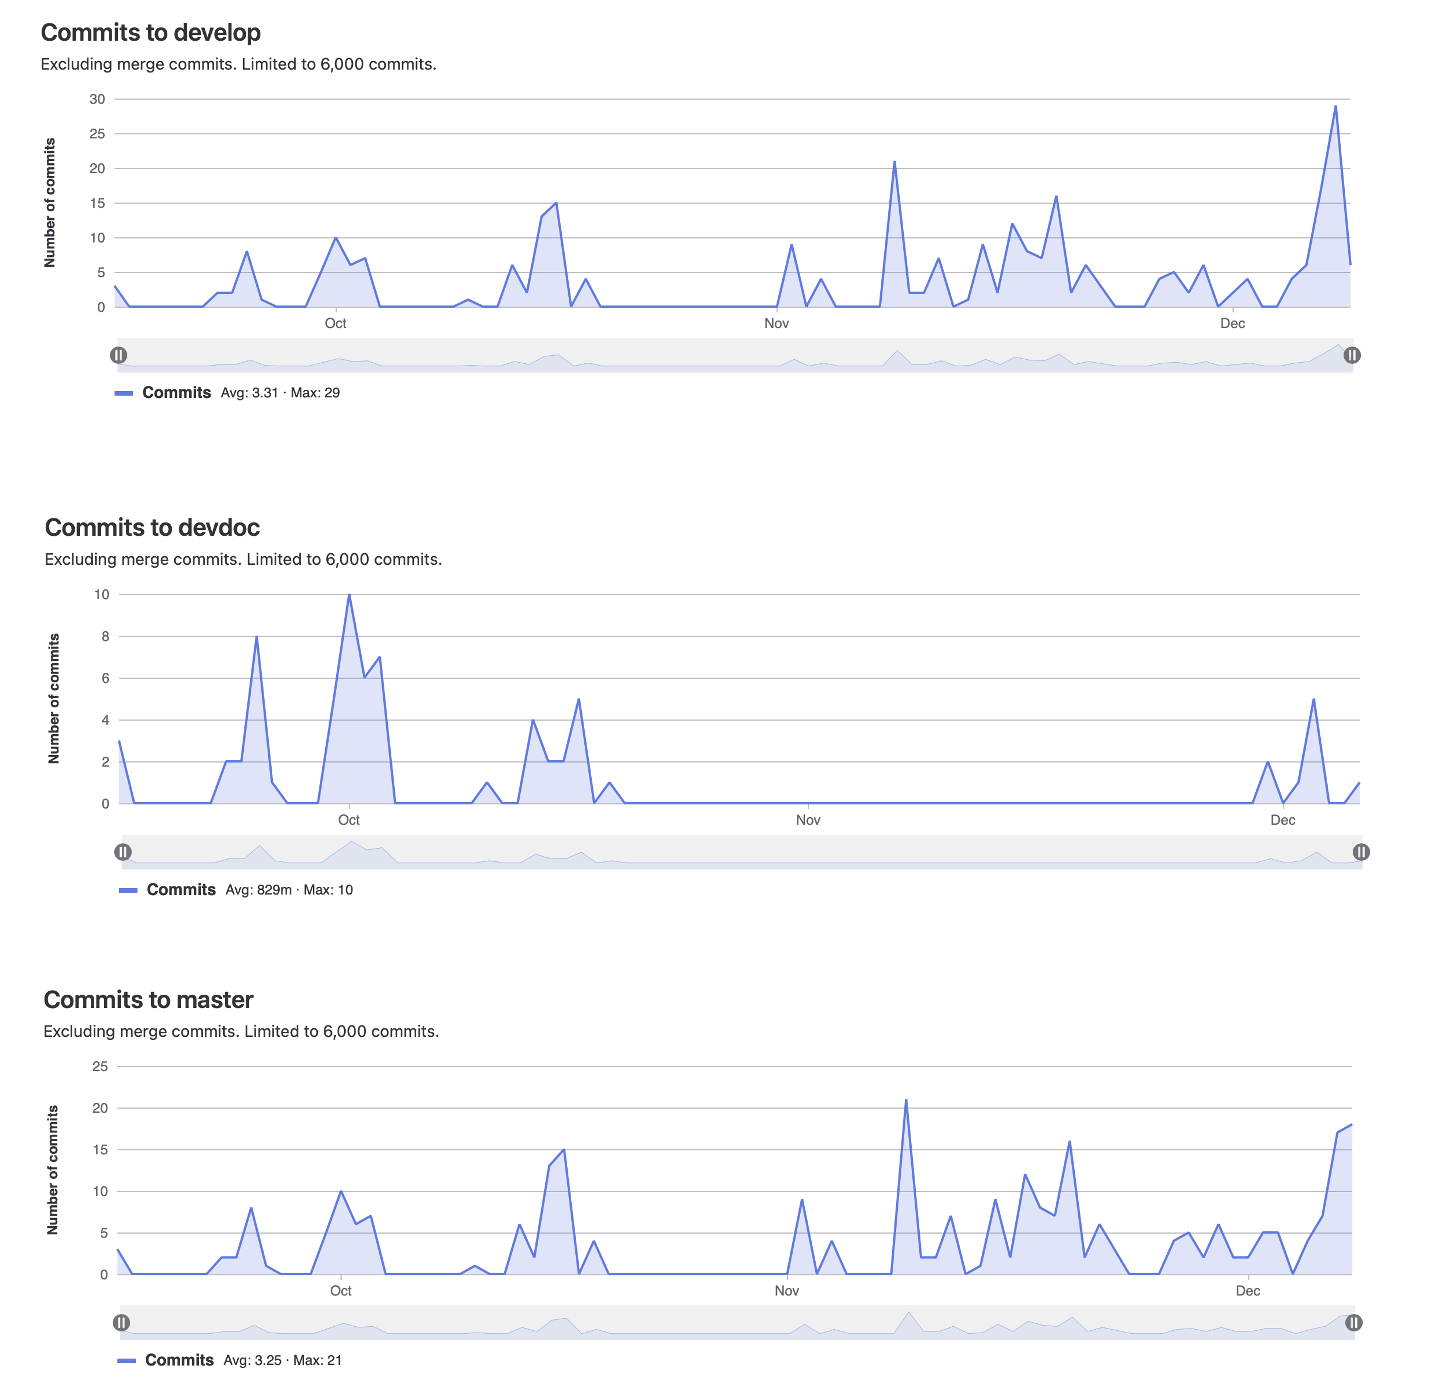 Commits to develop
Excluding merge commits. Limited to 6,000 commits.
Number of commits
30
25
20
15
10
5
0
Oct Nov Dec
Commits Avg: 3.31 · Max: 29
Commits to devdoc
Excluding merge commits. Limited to 6,000 commits.
Number of commits
10
8
6
4
2
0
Oct Nov Dec
Commits Avg: 829m · Max: 10
Commits to master
Excluding merge commits. Limited to 6,000 commits.
Number of commits
25
20
15
10
5
0
Oct Nov Dec
Commits Avg: 3.25 · Max: 21